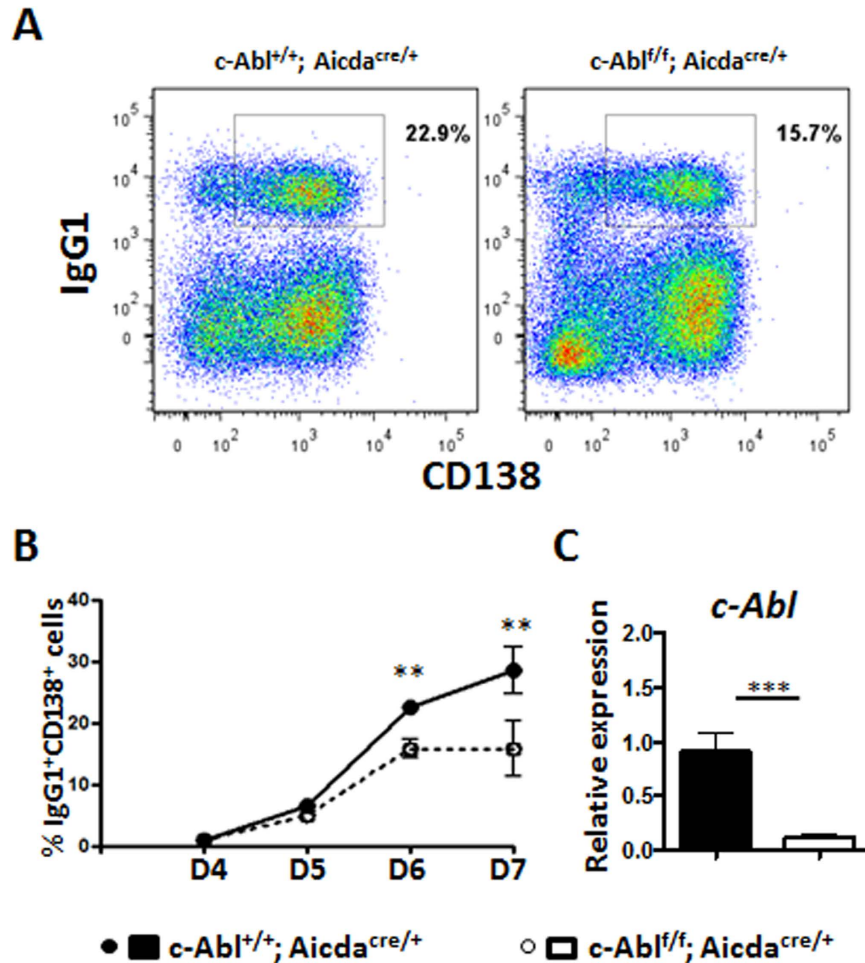 A
c-Abl+/+; Aicdacre/+
c-Ablf/f; Aicdacre/+
IgG1
10⁵
10⁴
10³
10²
0
22.9%
0 10² 10³ 10⁴ 10⁵
10⁵
10⁴
10³
10²
0
15.7%
0 10² 10³ 10⁴ 10⁵
CD138
B
% IgG1⁺CD138⁺ cells
40
30
20
10
0
**
**
D4 D5 D6 D7
C
c-Abl
Relative expression
2.0
1.5
1.0
0.5
0.0
***
c-Abl+/+; Aicdacre/+
c-Ablf/f; Aicdacre/+